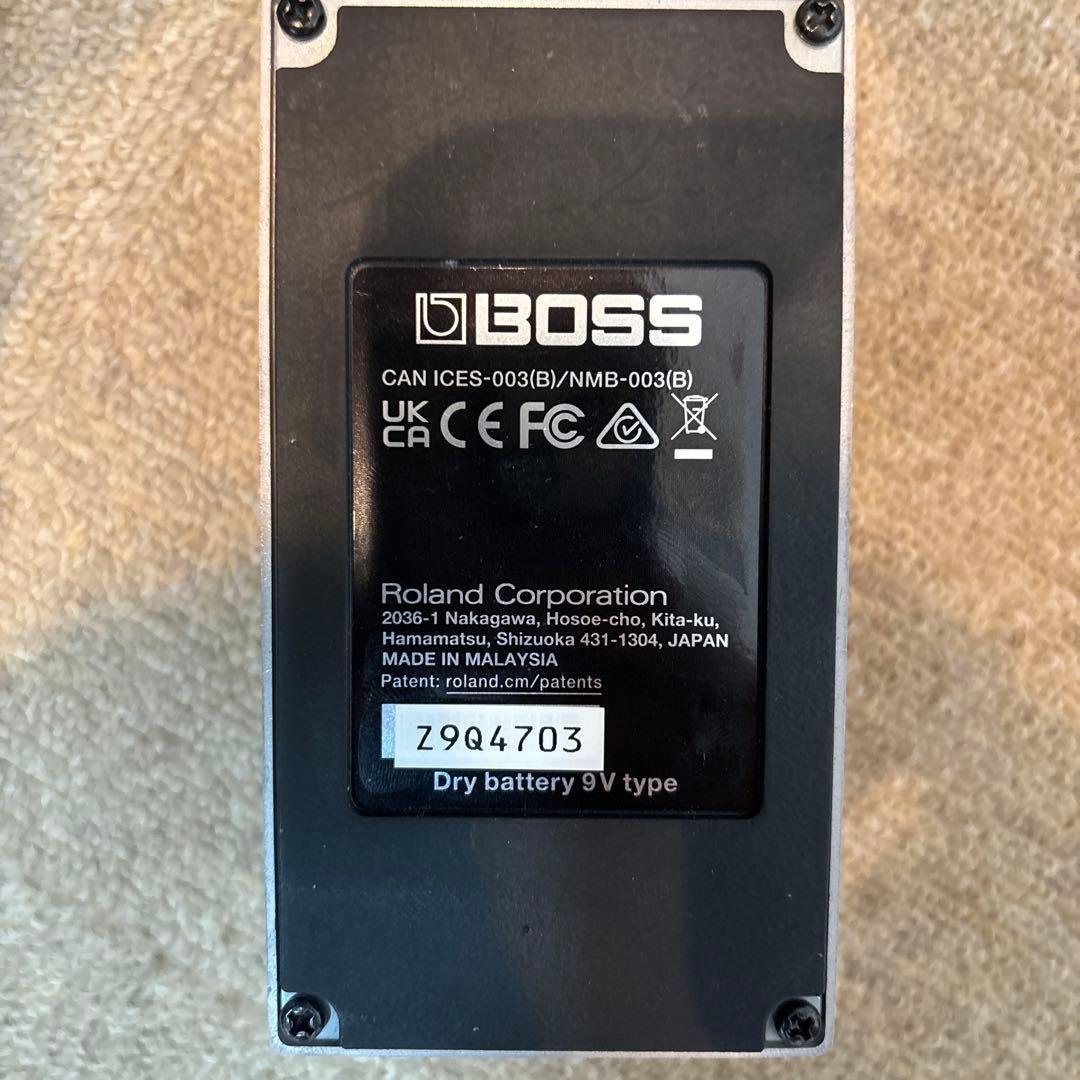 BOSS
CAN ICES-003(B)/NMB-003(B)
UK CA CE FC
Roland Corporation
2036-1 Nakagawa, Hosoe-cho, Kita-ku,
Hamamatsu, Shizuoka 431-1304, JAPAN
MADE IN MALAYSIA
Patent: roland.cm/patents
Z9Q4703
Dry battery 9V type